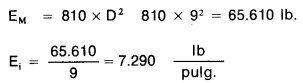 E_M = 810 × D² 810 × 9² = 65.610 lb.
E_i = 65.610 / 9 = 7.290 lb / pulg.